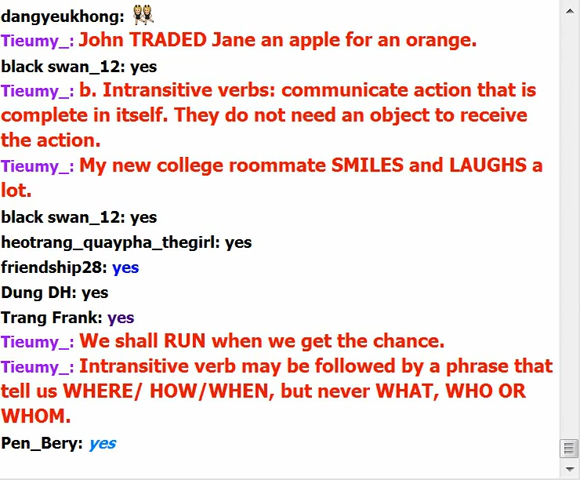 dangyeukhong:
Tieumy_: John TRADED Jane an apple for an orange.
black swan_12: yes
Tieumy_: b. Intransitive verbs: communicate action that is
complete in itself. They do not need an object to receive
the action.
Tieumy_: My new college roommate SMILES and LAUGHS a
lot.
black swan_12: yes
heotrang_quaypha_thegirl: yes
friendship28: yes
Dung DH: yes
Trang Frank: yes
Tieumy_: We shall RUN when we get the chance.
Tieumy_: Intransitive verb may be followed by a phrase that
tell us WHERE/ HOW/WHEN, but never WHAT, WHO OR
WHOM.
Pen_Bery: yes